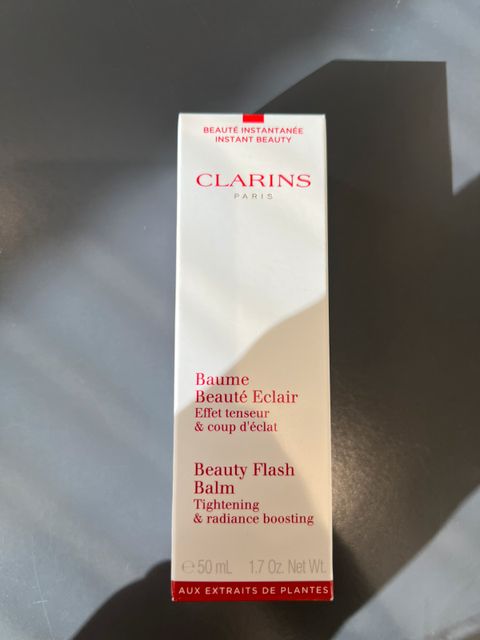 BEAUTÉ INSTANTANÉE
INSTANT BEAUTY
CLARINS
PARIS
Baume
Beauté Eclair
Effet tenseur
& coup d'éclat
Beauty Flash
Balm
Tightening
& radiance boosting
℮ 50 mL 1.7 Oz. Net Wt.
AUX EXTRAITS DE PLANTES